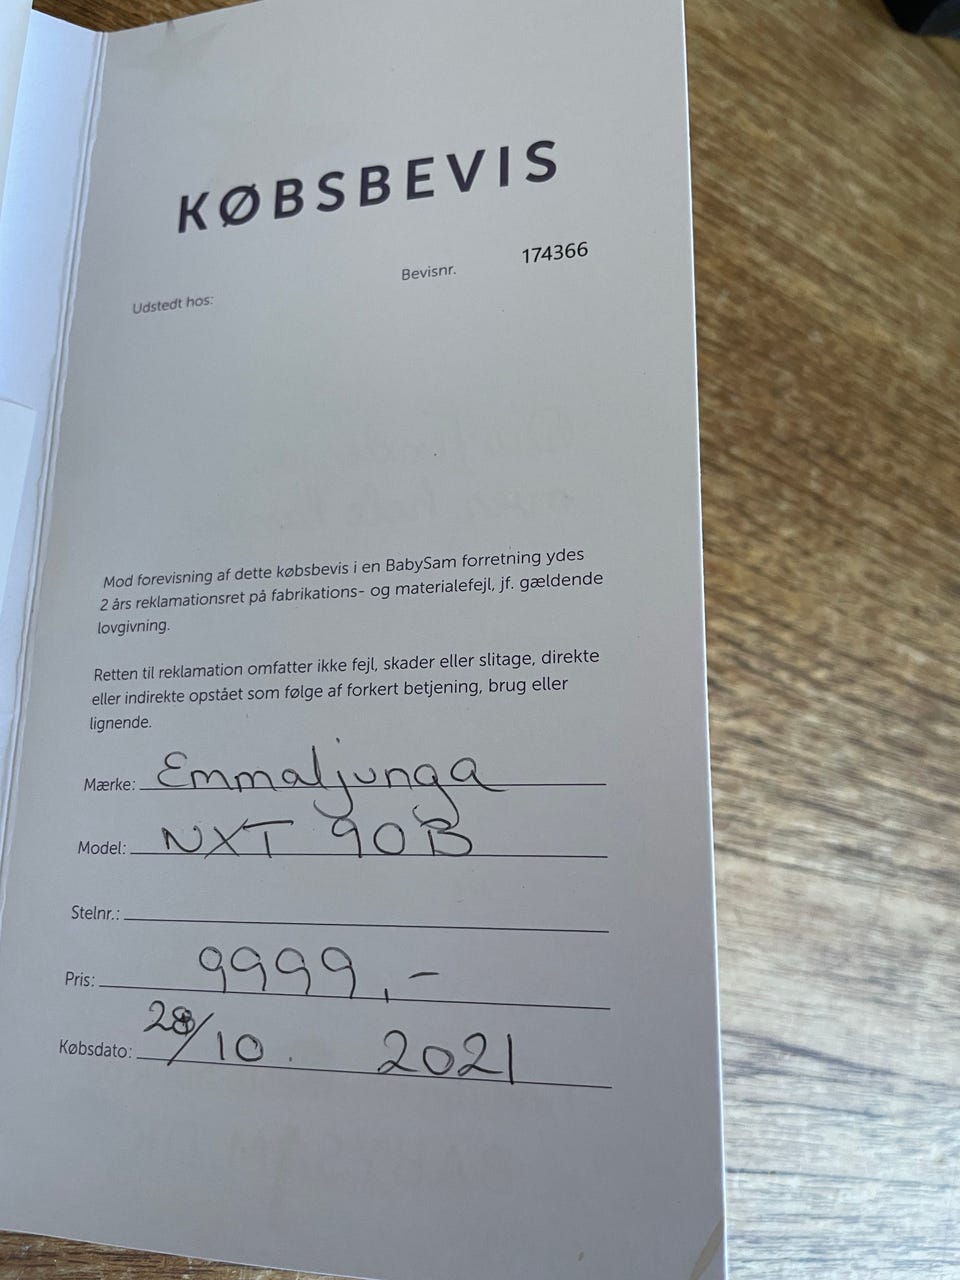 KØBSBEVIS
Bevisnr. 174366
Udstedt hos:
Mod forevisning af dette købsbevis i en BabySam forretning ydes
2 års reklamationsret på fabrikations- og materialefejl, jf. gældende
lovgivning.
Retten til reklamation omfatter ikke fejl, skader eller slitage, direkte
eller indirekte opstået som følge af forkert betjening, brug eller
lignende.
Mærke: Emmaljunga
Model: NXT 90B
Stelnr.:
Pris: 9999,-
Købsdato: 28/10. 2021